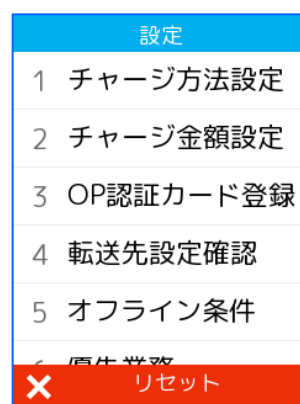 設定
1 チャージ方法設定
2 チャージ金額設定
3 OP認証カード登録
4 転送先設定確認
5 オフライン条件
リセット